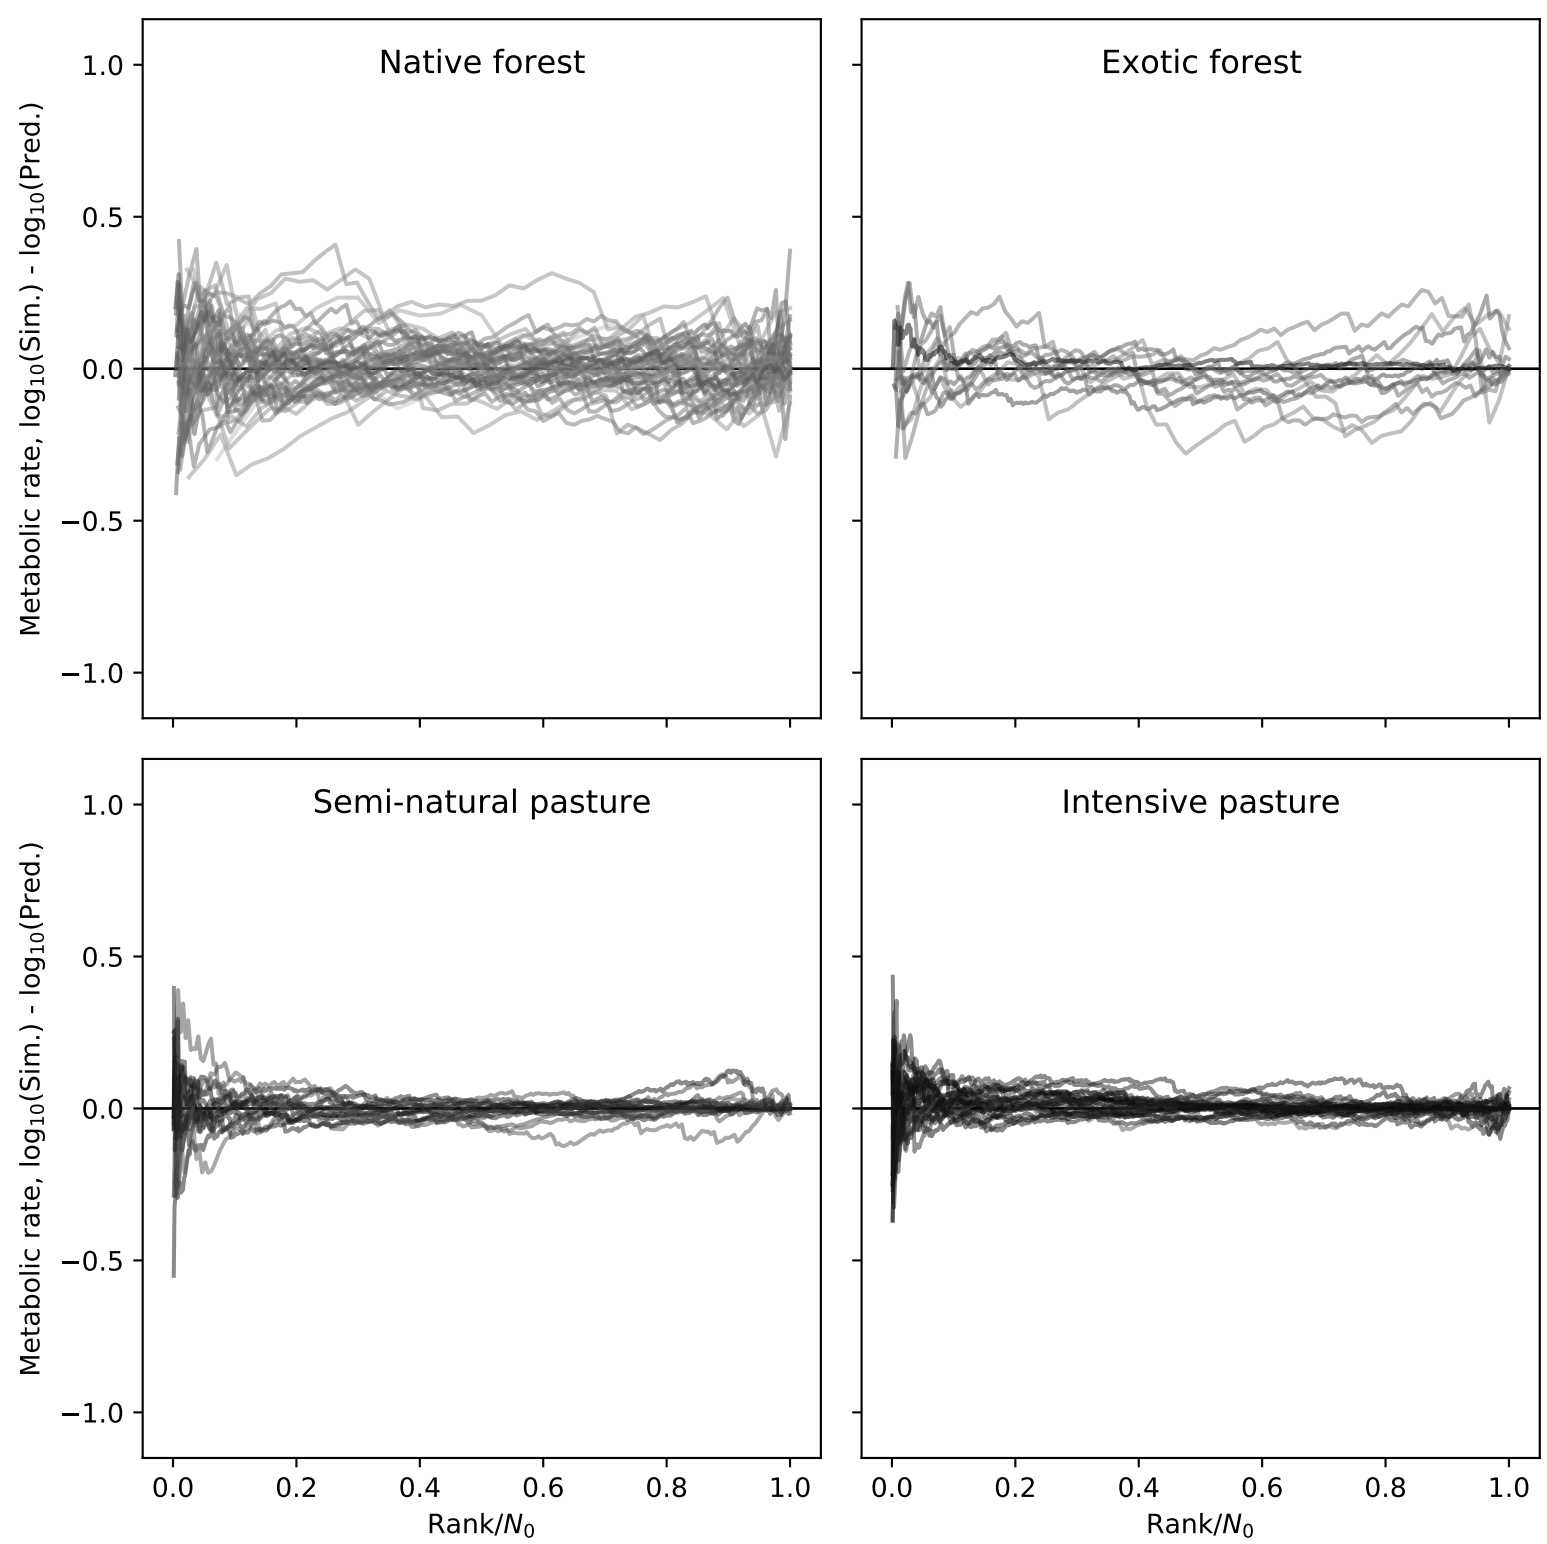 Native forest
Exotic forest
Metabolic rate, log₁₀(Sim.) - log₁₀(Pred.)
1.0
0.5
0.0
−0.5
−1.0
Semi-natural pasture
Intensive pasture
Metabolic rate, log₁₀(Sim.) - log₁₀(Pred.)
1.0
0.5
0.0
−0.5
−1.0
0.0 0.2 0.4 0.6 0.8 1.0
0.0 0.2 0.4 0.6 0.8 1.0
Rank/N₀
Rank/N₀